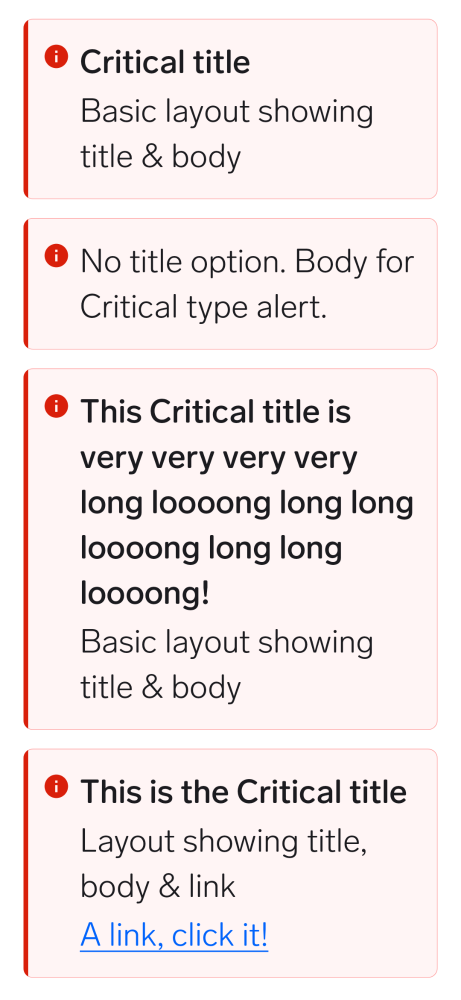 Critical title
Basic layout showing
title & body
No title option. Body for
Critical type alert.
This Critical title is
very very very very
long loooong long long
loooong long long
loooong!
Basic layout showing
title & body
This is the Critical title
Layout showing title,
body & link
A link, click it!